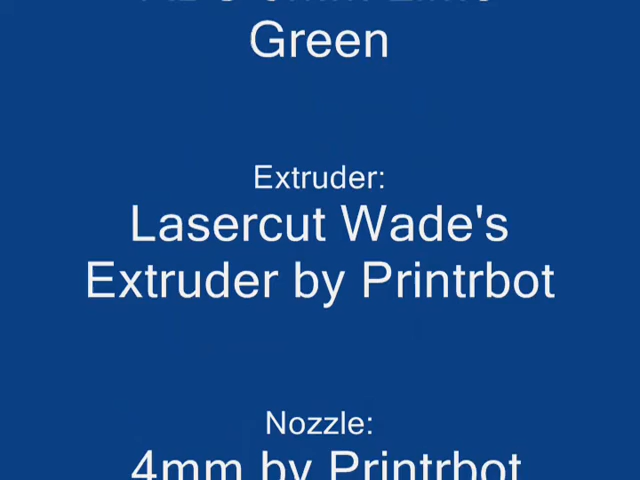 Green
Extruder:
Lasercut Wade's
Extruder by Printrbot
Nozzle:
4mm by Printrbot